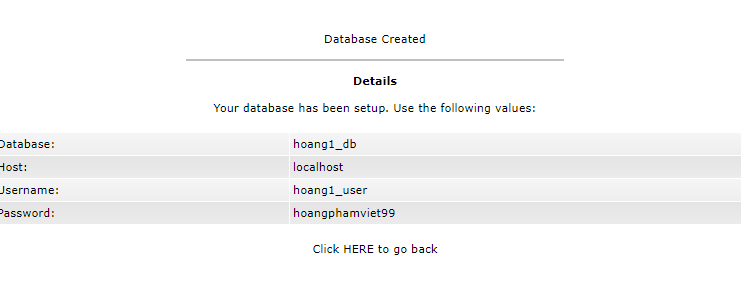 Database Created
Details
Your database has been setup. Use the following values:
Database: hoang1_db
Host: localhost
Username: hoang1_user
Password: hoangphamviet99
Click HERE to go back